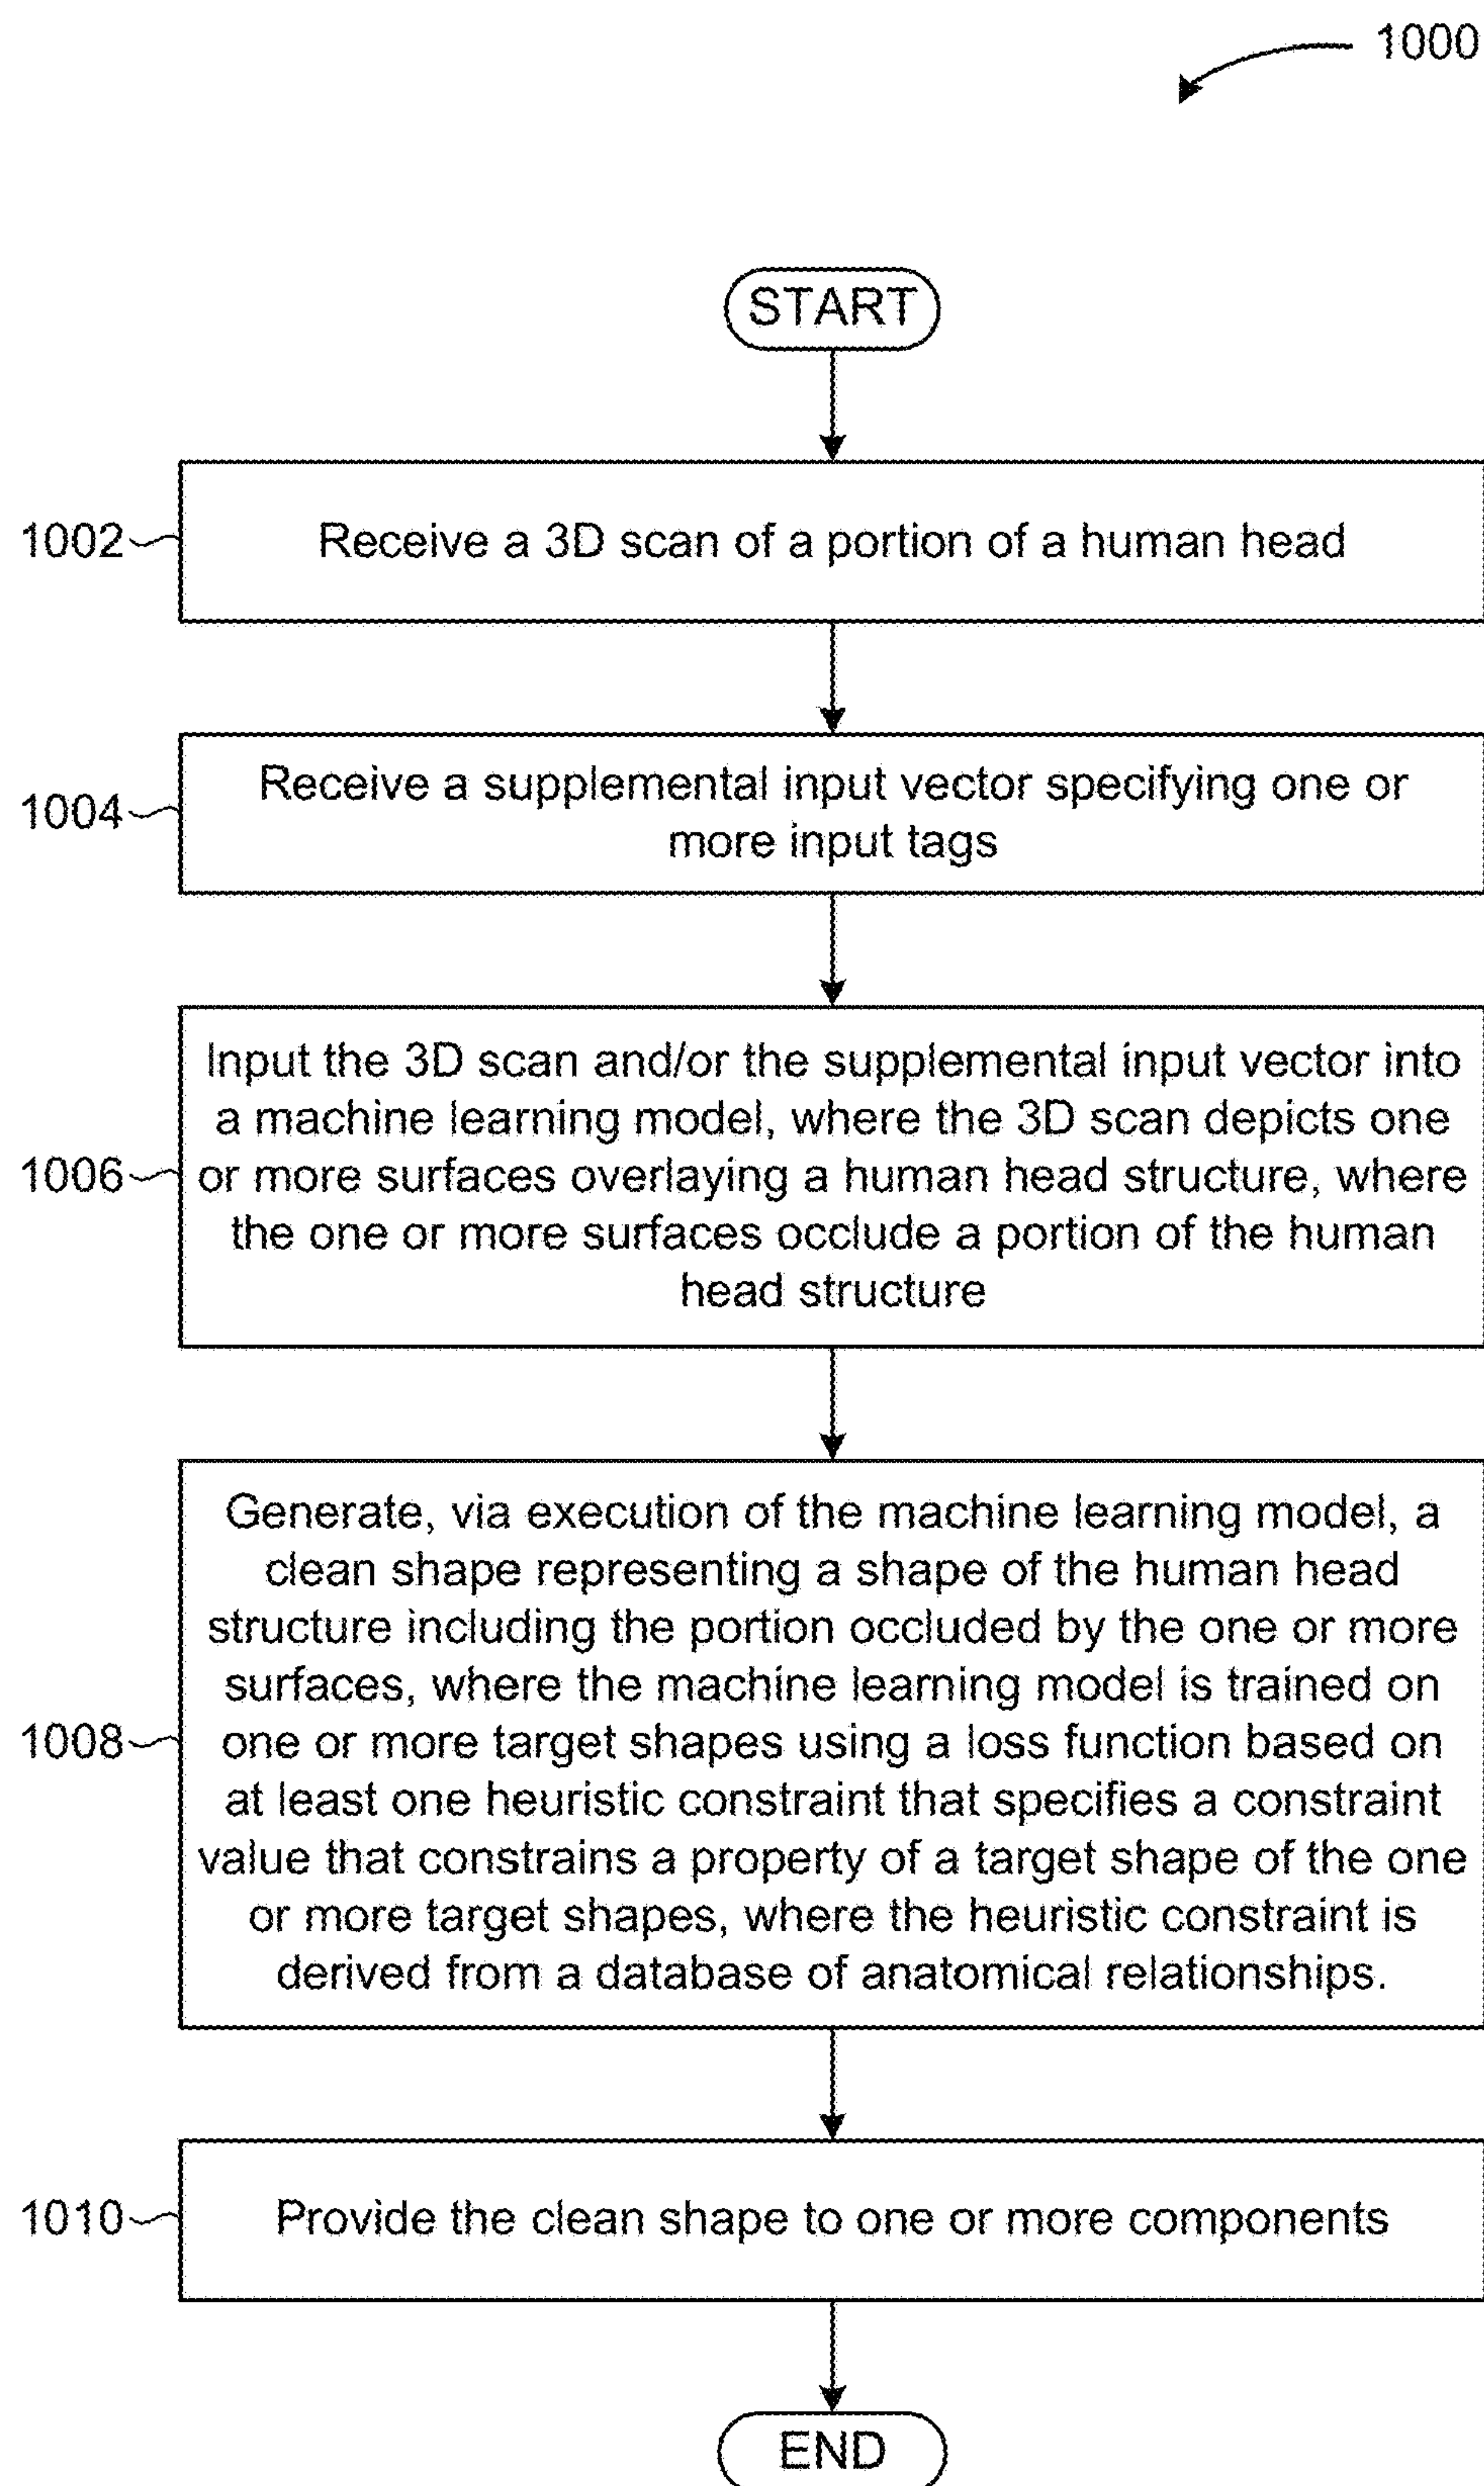 1000
START
1002
Receive a 3D scan of a portion of a human head
1004
Receive a supplemental input vector specifying one or
more input tags
1006
Input the 3D scan and/or the supplemental input vector into
a machine learning model, where the 3D scan depicts one
or more surfaces overlaying a human head structure, where
the one or more surfaces occlude a portion of the human
head structure
1008
Generate, via execution of the machine learning model, a
clean shape representing a shape of the human head
structure including the portion occluded by the one or more
surfaces, where the machine learning model is trained on
one or more target shapes using a loss function based on
at least one heuristic constraint that specifies a constraint
value that constrains a property of a target shape of the one
or more target shapes, where the heuristic constraint is
derived from a database of anatomical relationships.
1010
Provide the clean shape to one or more components
END